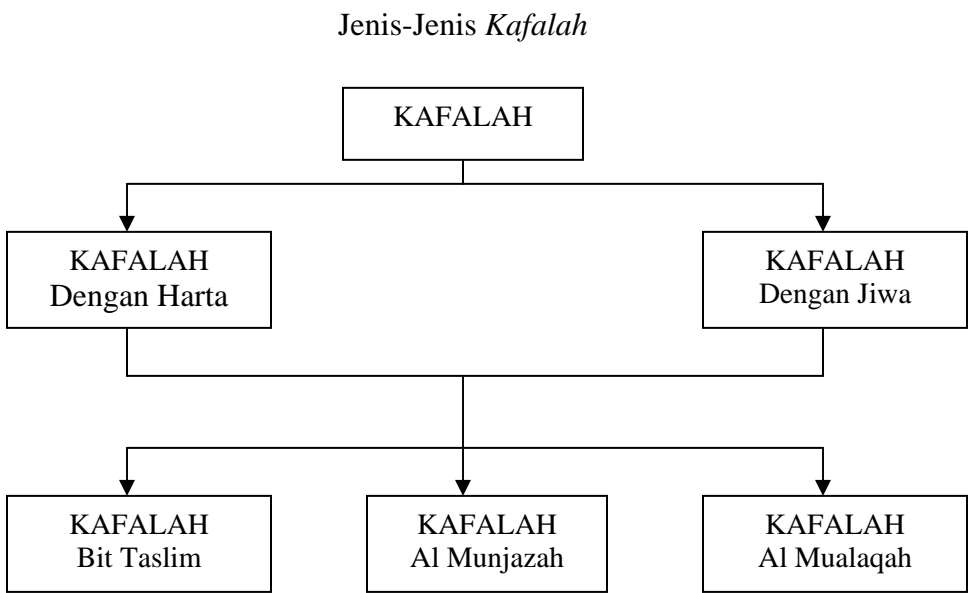 Jenis-Jenis Kafalah
KAFALAH
KAFALAH
Dengan Harta
KAFALAH
Dengan Jiwa
KAFALAH
Bit Taslim
KAFALAH
Al Munjazah
KAFALAH
Al Mualaqah